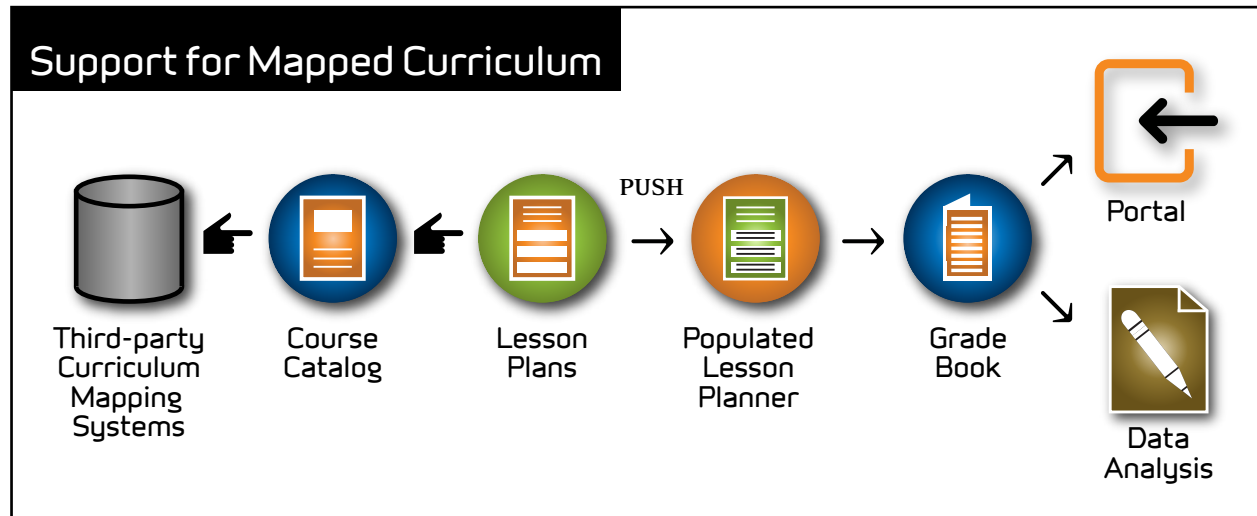 Support for Mapped Curriculum
PUSH
Third-party
Curriculum
Mapping
Systems
Course
Catalog
Lesson
Plans
Populated
Lesson
Planner
Grade
Book
Portal
Data
Analysis